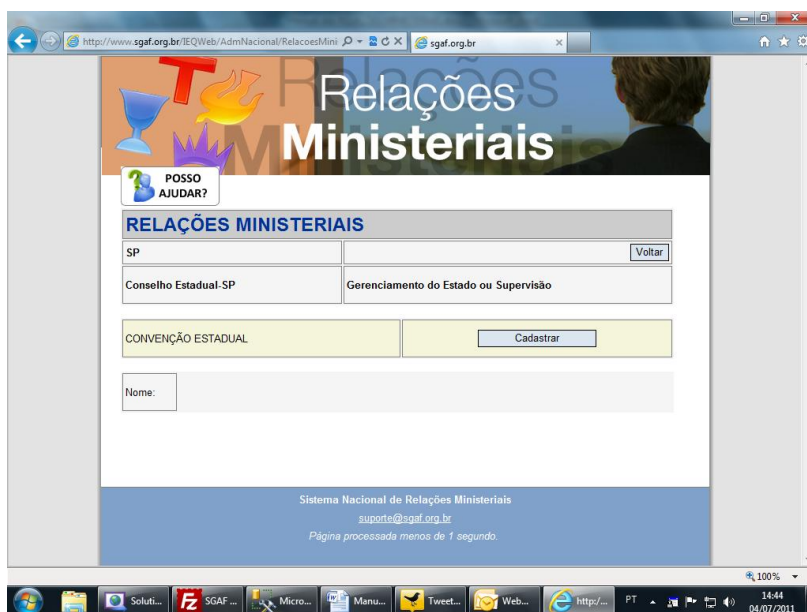 http://www.sgaf.org.br/IEQWeb/AdmNacional/RelacoesMini
sgaf.org.br
Relações
Ministeriais
POSSO
AJUDAR?
RELAÇÕES MINISTERIAIS
SP
Voltar
Conselho Estadual-SP
Gerenciamento do Estado ou Supervisão
CONVENÇÃO ESTADUAL
Cadastrar
Nome:
Sistema Nacional de Relações Ministeriais
suporte@sgaf.org.br
Página processada menos de 1 segundo.
100%
Soluti... SGAF ... Micro... Manu... Tweet... Web... http:/... PT 14:44
04/07/201